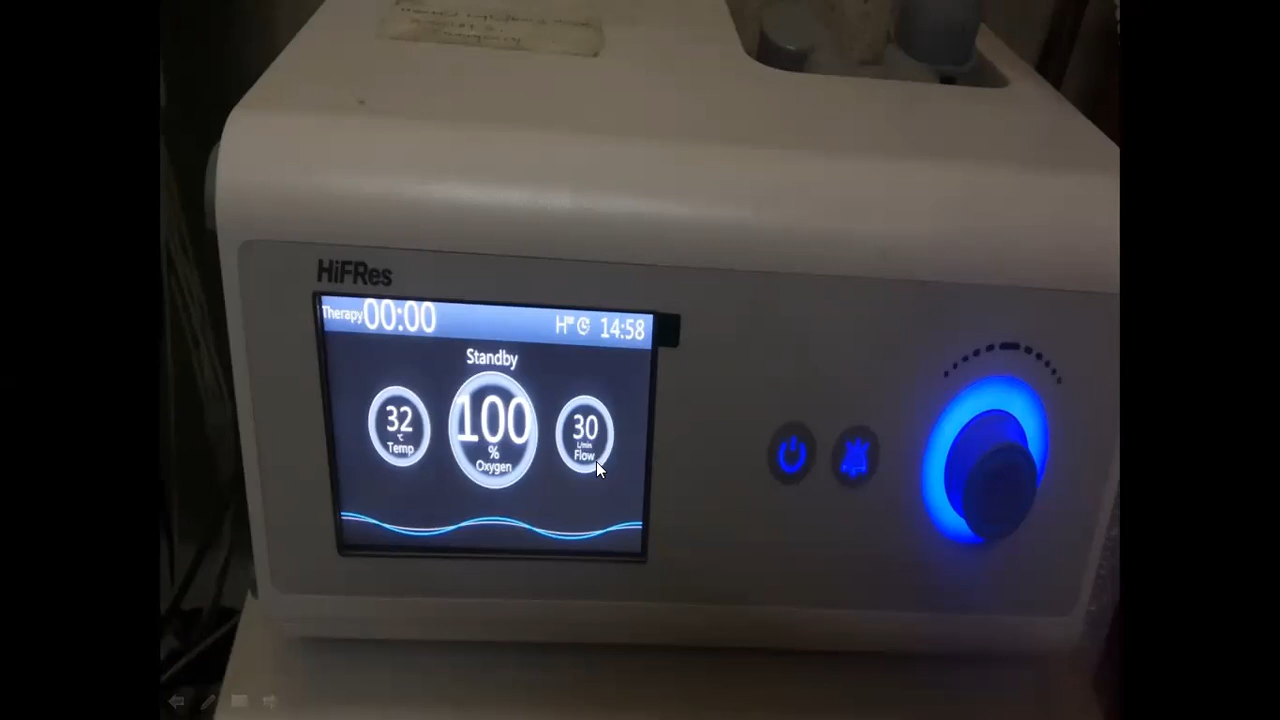 HiFRes
Therapy 00:00 H 14:58
Standby
32 ℃ Temp
100 % Oxygen
30 L/min Flow